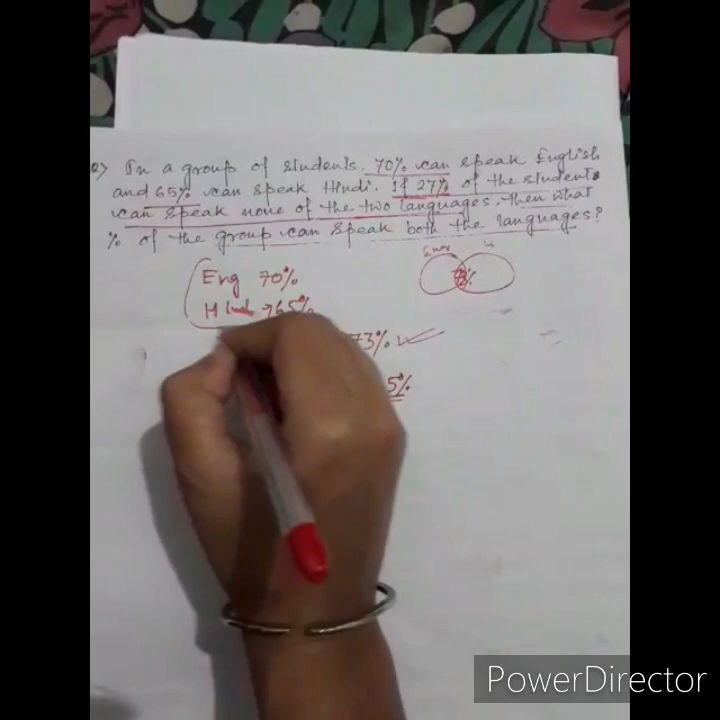 Q> In a group of students, 70% can speak English
and 65% can speak Hindi. If 27% of the students
can speak none of the two languages, then what
% of the group can speak both the languages?
Eng 70%
Hind → 65%
73%
5%
PowerDirector